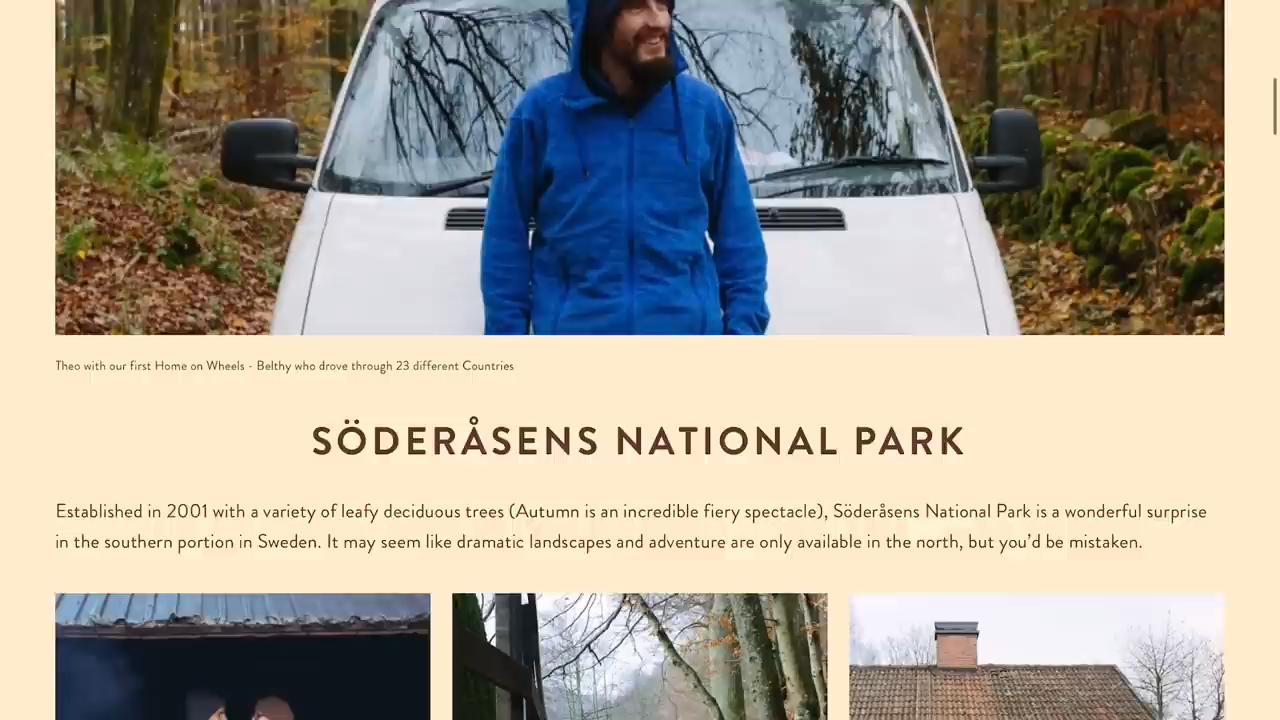 Theo with our first Home on Wheels - Belthy who drove through 23 different Countries
SÖDERÅSENS NATIONAL PARK
Established in 2001 with a variety of leafy deciduous trees (Autumn is an incredible fiery spectacle), Söderåsens National Park is a wonderful surprise
in the southern portion in Sweden. It may seem like dramatic landscapes and adventure are only available in the north, but you’d be mistaken.